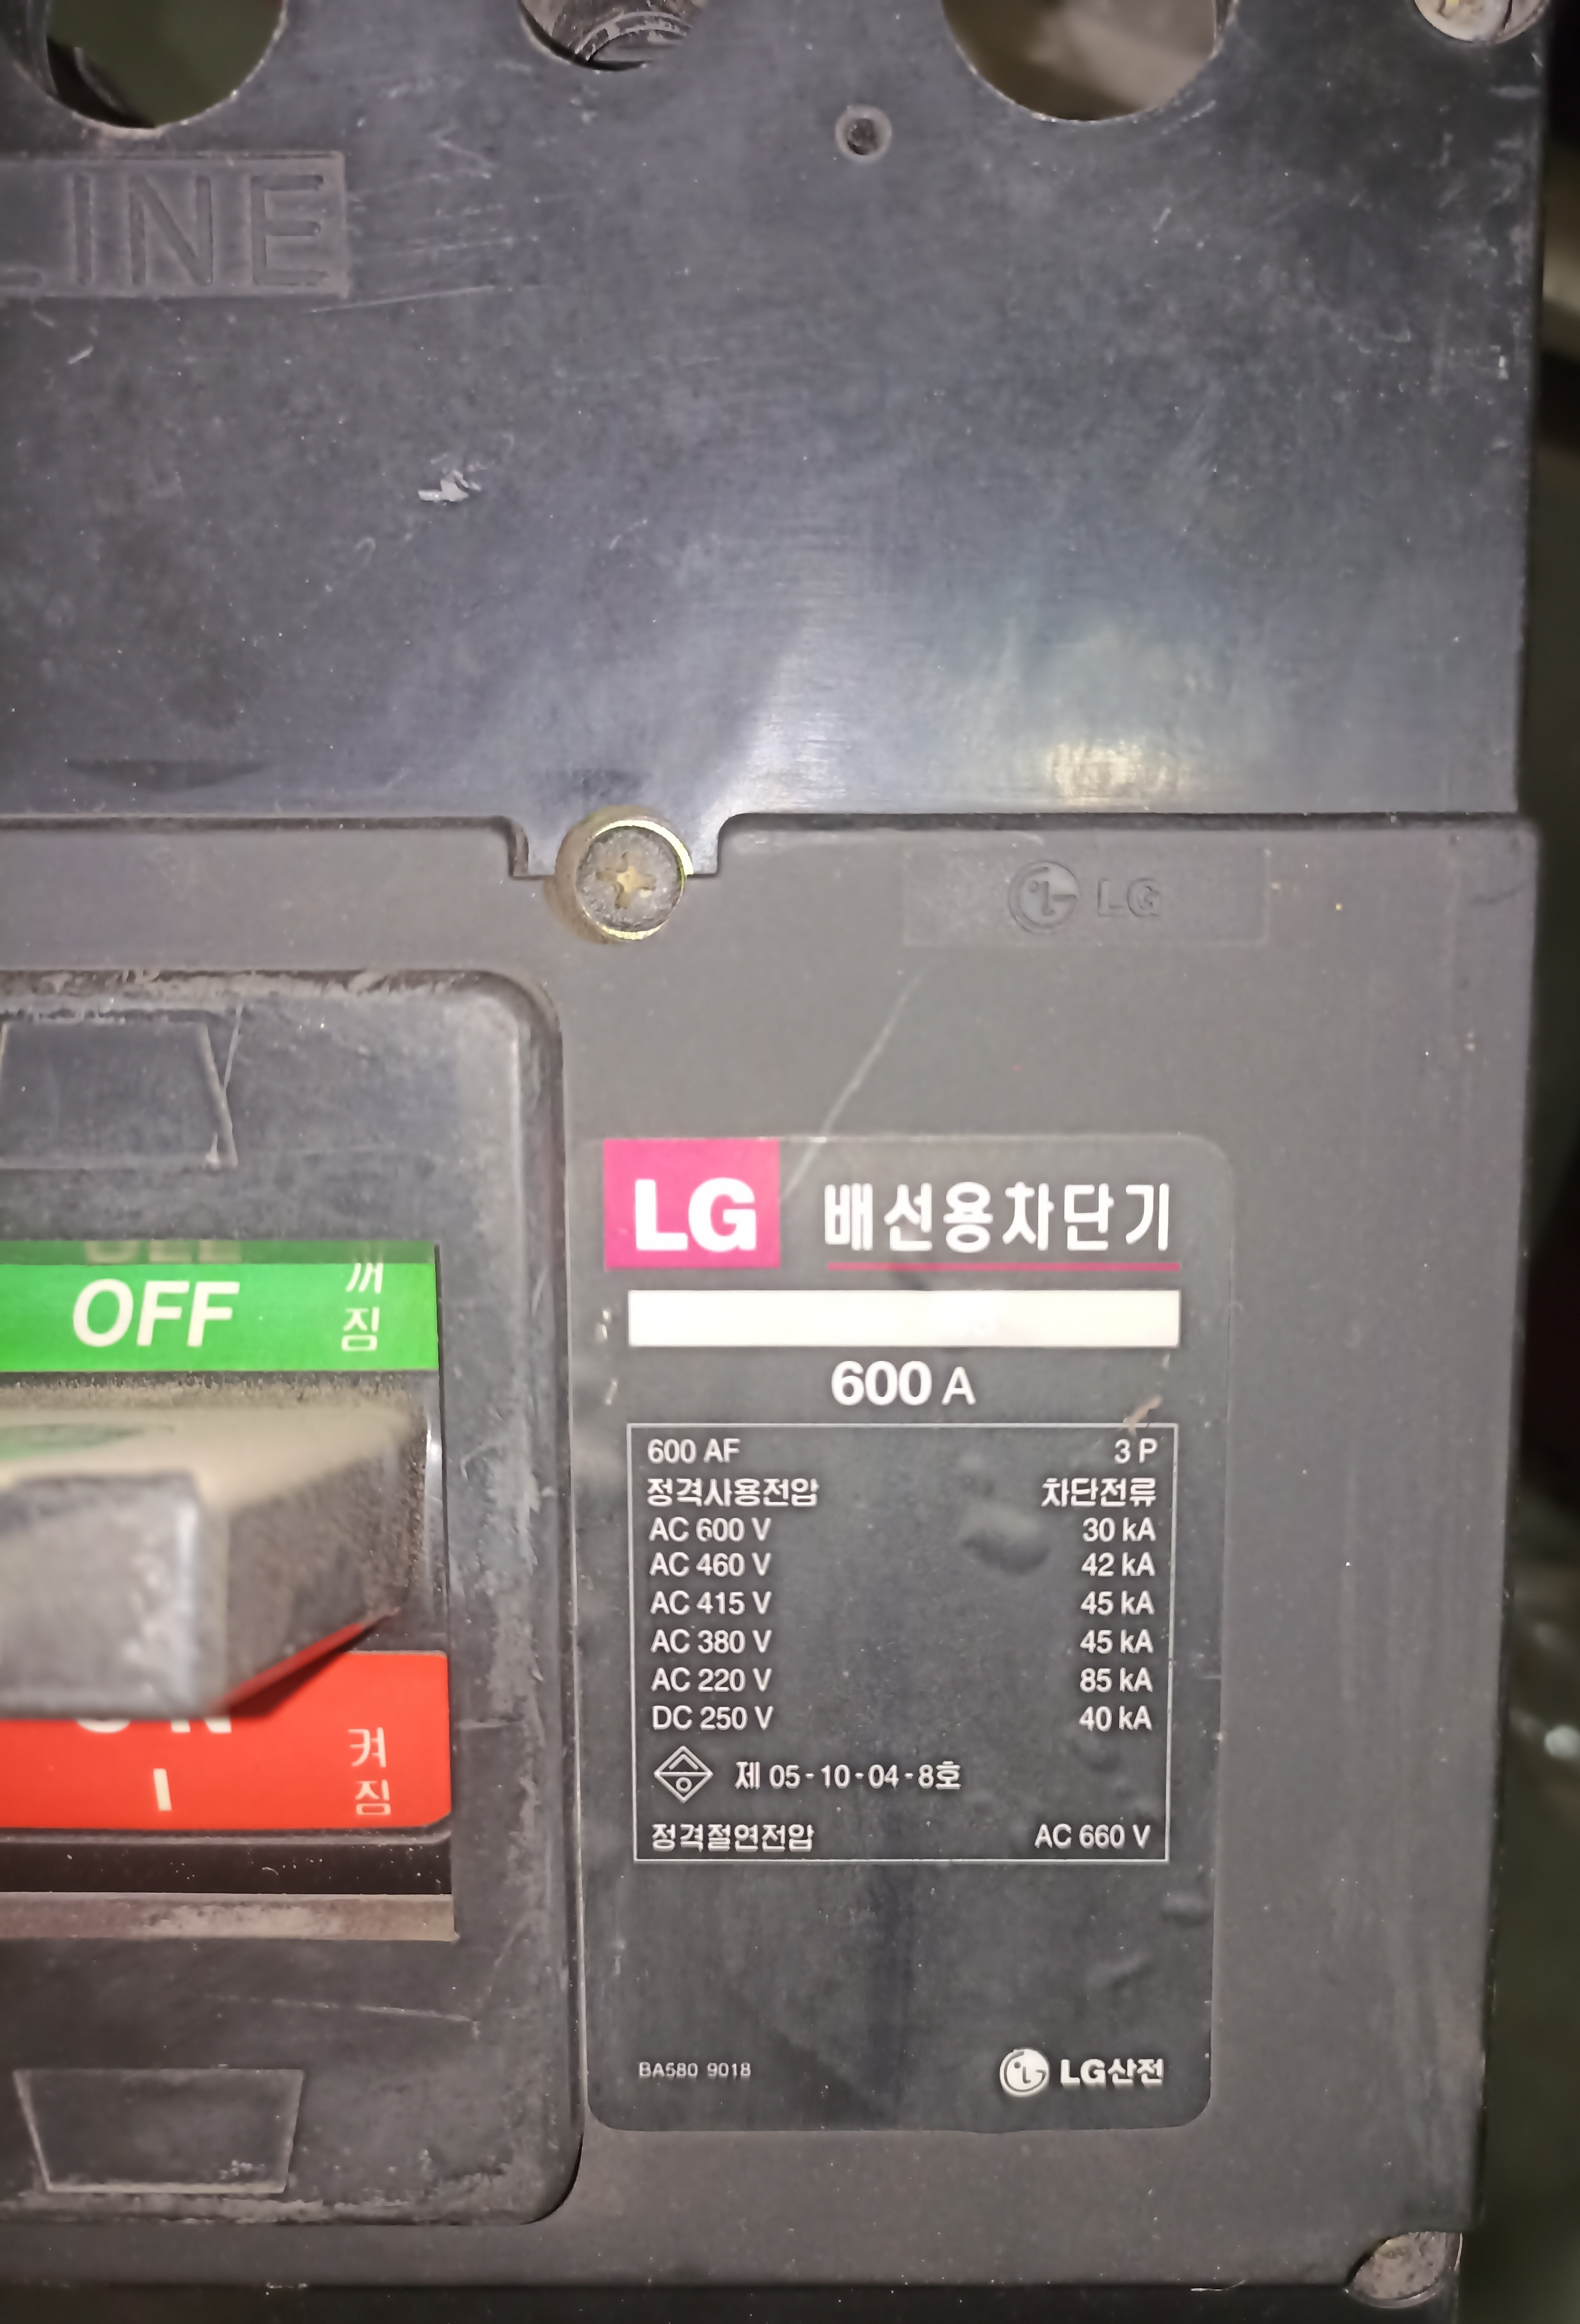 LINE
LG
LG 배선용차단기
OFF
꺼짐
600 A
600 AF 3 P
정격사용전압 차단전류
AC 600 V 30 kA
AC 460 V 42 kA
AC 415 V 45 kA
AC 380 V 45 kA
AC 220 V 85 kA
DC 250 V 40 kA
ON
I
켜짐
제 05-10-04-8호
정격절연전압 AC 660 V
BA580 9018
LG산전